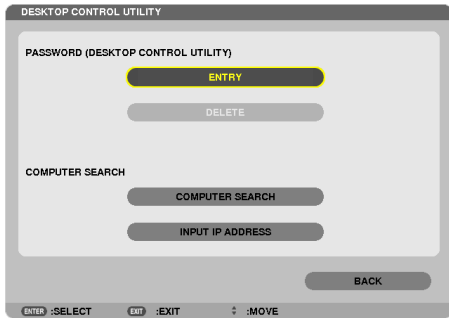 DESKTOP CONTROL UTILITY
PASSWORD (DESKTOP CONTROL UTILITY)
ENTRY
DELETE
COMPUTER SEARCH
COMPUTER SEARCH
INPUT IP ADDRESS
BACK
ENTER :SELECT EXIT :EXIT :MOVE